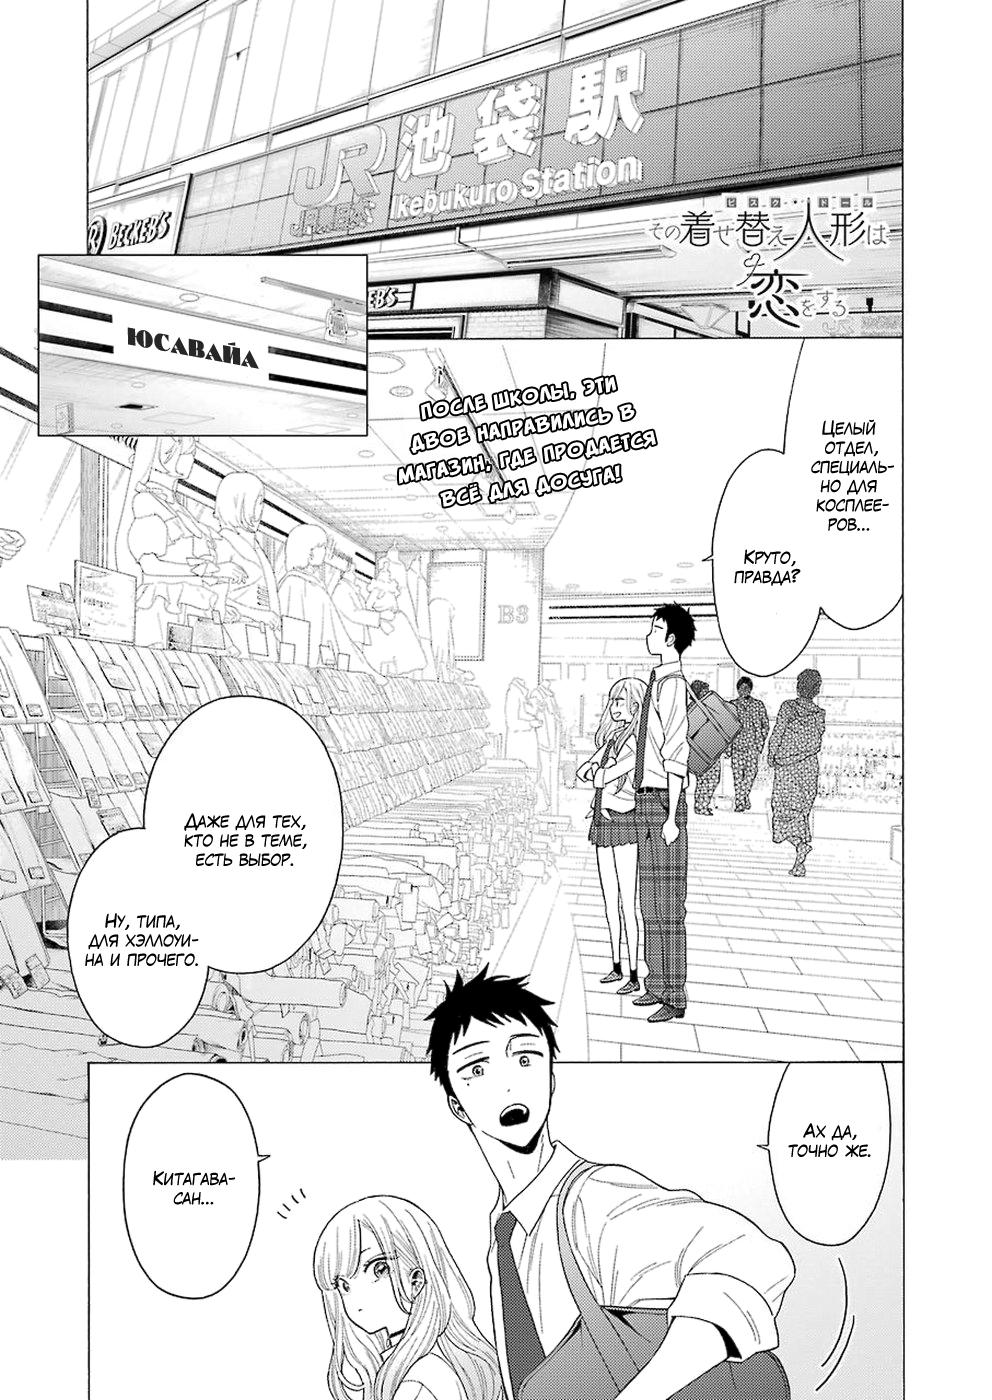 JR池袋駅
Ikebukuro Station
BECKER'S
ビスク・ドール
その着せ替え人形は
恋をする
ЮСАВАЙА
ПОСЛЕ ШКОЛЫ, ЭТИ
ДВОЕ НАПРАВИЛИСЬ В
МАГАЗИН, ГДЕ ПРОДАЕТСЯ
ВСЁ ДЛЯ ДОСУГА!
ЦЕЛЫЙ
ОТДЕЛ,
СПЕЦИАЛЬ-
НО ДЛЯ
КОСПЛЕЕ-
РОВ...
КРУТО,
ПРАВДА?
B3
ДАЖЕ ДЛЯ ТЕХ,
КТО НЕ В ТЕМЕ,
ЕСТЬ ВЫБОР.
НУ, ТИПА,
ДЛЯ ХЭЛЛОУИ-
НА И ПРОЧЕГО.
АХ ДА,
ТОЧНО ЖЕ.
КИТАГАВА-
САН...